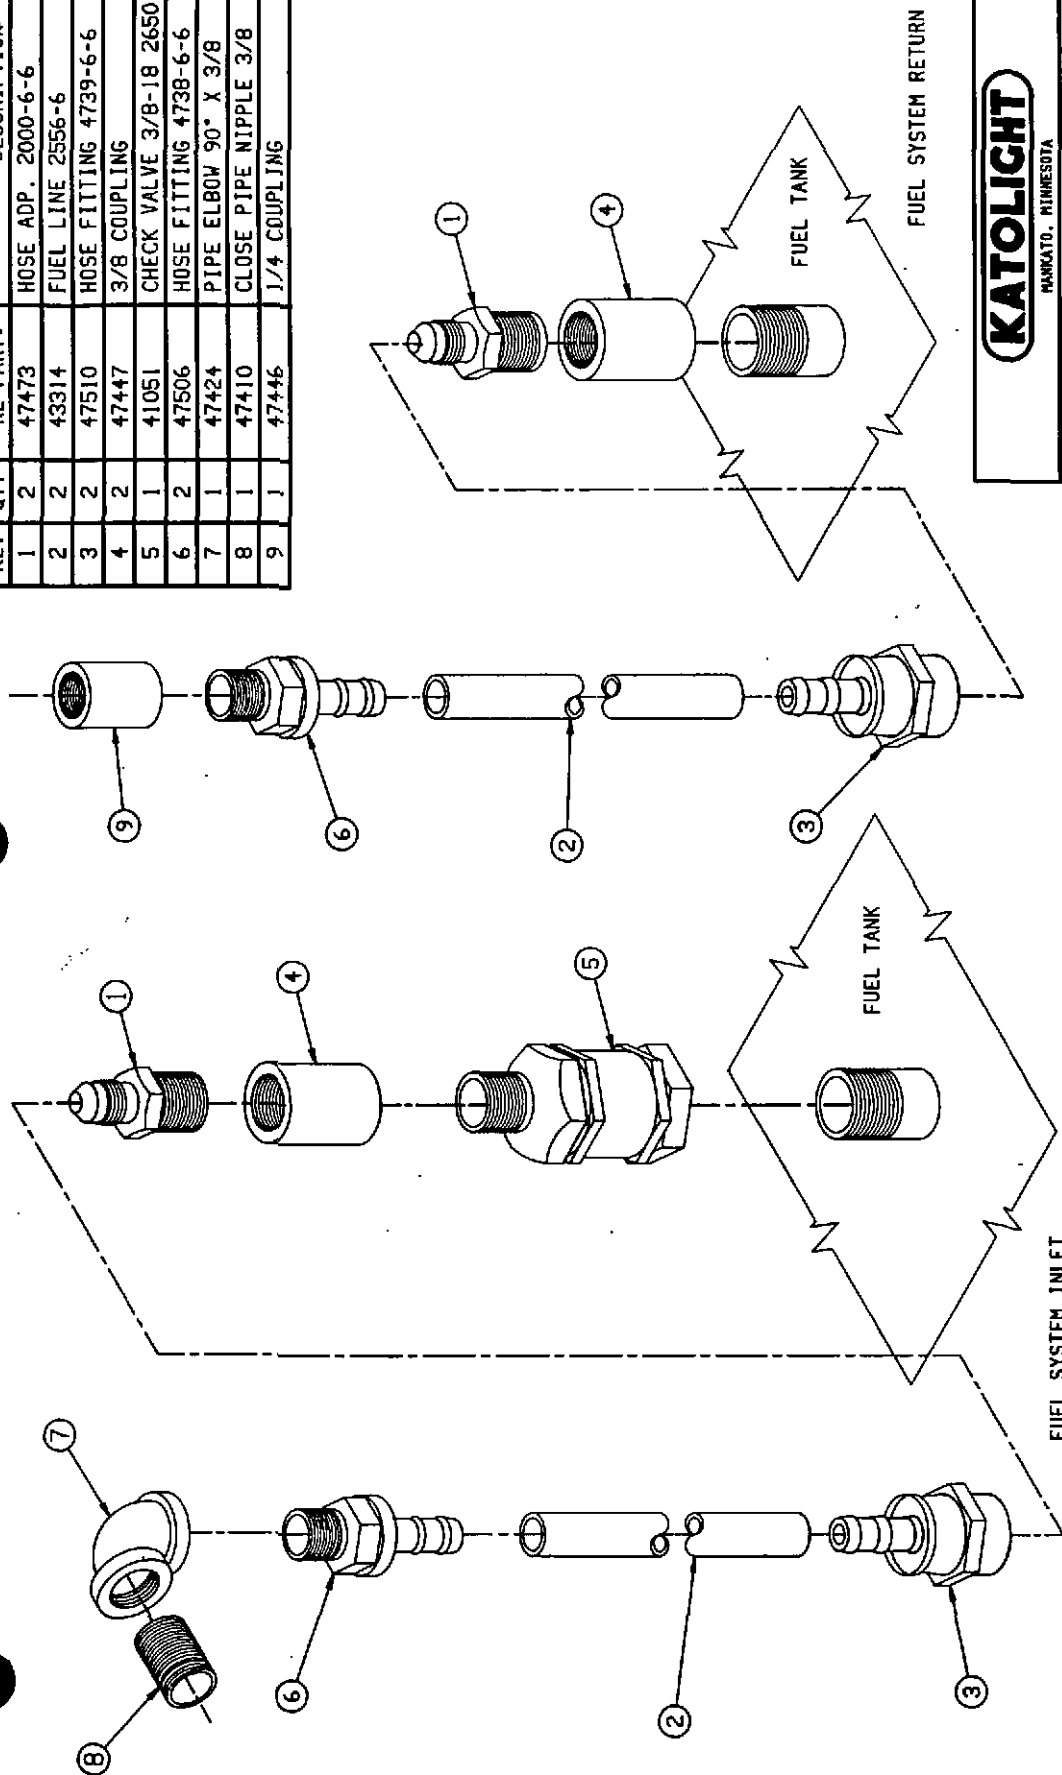 1 2 47473 HOSE ADP. 2000-6-6
2 2 43314 FUEL LINE 2556-6
3 2 47510 HOSE FITTING 4739-6-6
4 2 47447 3/8 COUPLING
5 1 41051 CHECK VALVE 3/8-18 2650
6 2 47506 HOSE FITTING 4738-6-6
7 1 47424 PIPE ELBOW 90° X 3/8
8 1 47410 CLOSE PIPE NIPPLE 3/8
9 1 47446 1/4 COUPLING
8
7
6
2
3
1
4
5
FUEL TANK
FUEL SYSTEM INLET
9
6
2
3
1
4
FUEL TANK
FUEL SYSTEM RETURN
KATOLIGHT
MANKATO, MINNESOTA